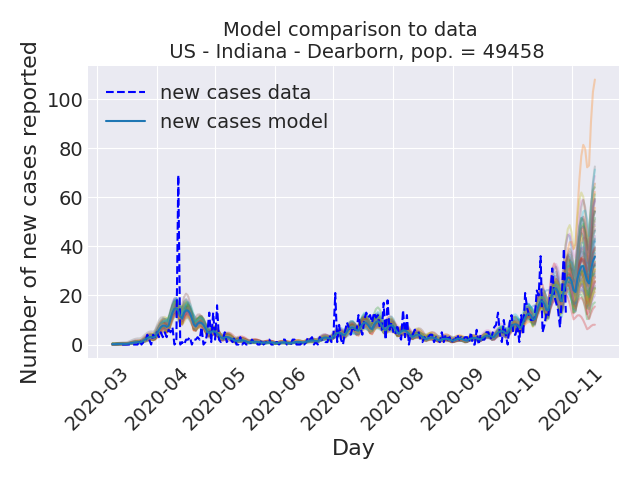 Model comparison to data
US - Indiana - Dearborn, pop. = 49458
Number of new cases reported
100
80
60
40
20
0
new cases data
new cases model
2020-03
2020-04
2020-05
2020-06
2020-07
2020-08
2020-09
2020-10
2020-11
Day